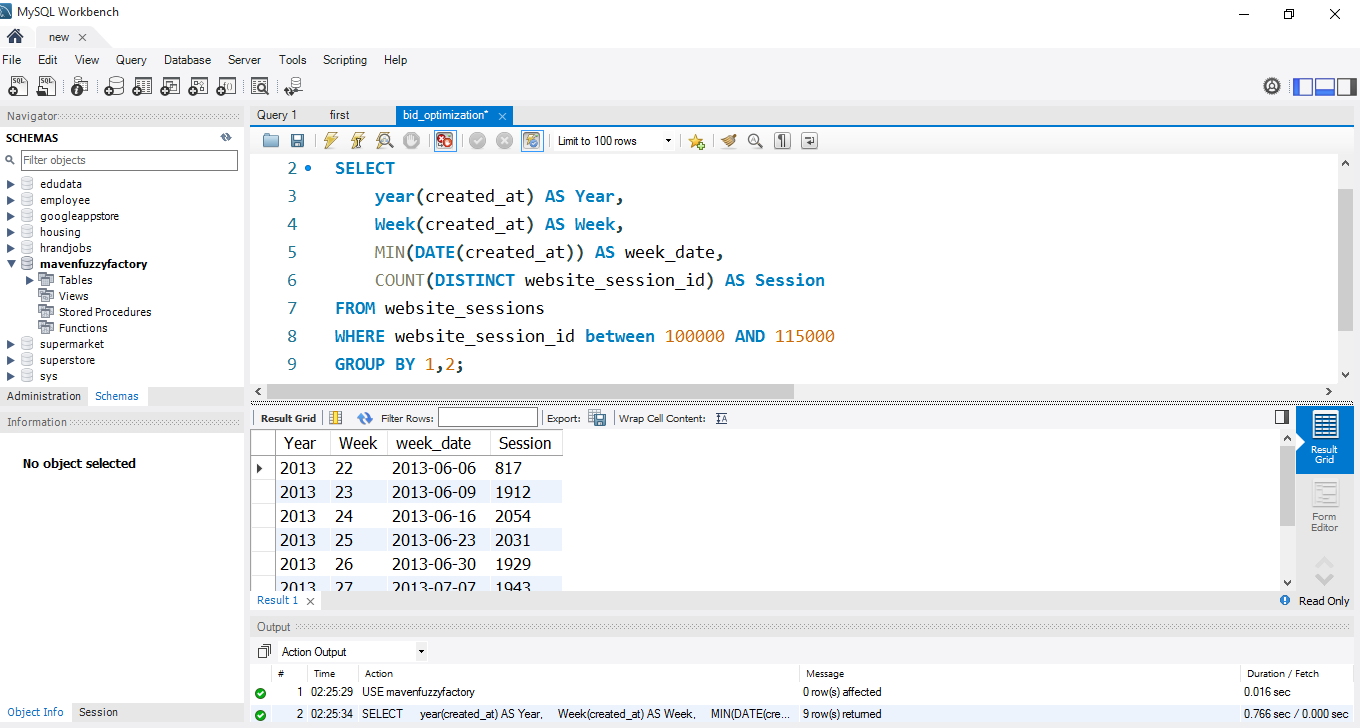 MySQL Workbench
new
File Edit View Query Database Server Tools Scripting Help
Navigator
SCHEMAS
Filter objects
edudata
employee
googleappstore
housing
hrandjobs
mavenfuzzyfactory
Tables
Views
Stored Procedures
Functions
supermarket
superstore
sys
Administration Schemas
Information
No object selected
Object Info Session
Query 1 first bid_optimization*
Limit to 100 rows
2 SELECT
3 year(created_at) AS Year,
4 Week(created_at) AS Week,
5 MIN(DATE(created_at)) AS week_date,
6 COUNT(DISTINCT website_session_id) AS Session
7 FROM website_sessions
8 WHERE website_session_id between 100000 AND 115000
9 GROUP BY 1,2;
Result Grid Filter Rows: Export: Wrap Cell Content:
Year Week week_date Session
2013 22 2013-06-06 817
2013 23 2013-06-09 1912
2013 24 2013-06-16 2054
2013 25 2013-06-23 2031
2013 26 2013-06-30 1929
2013 27 2013-07-07 1943
Result Grid
Form Editor
Result 1
Read Only
Output
Action Output
# Time Action Message Duration / Fetch
1 02:25:29 USE mavenfuzzyfactory 0 row(s) affected 0.016 sec
2 02:25:34 SELECT year(created_at) AS Year, Week(created_at) AS Week, MIN(DATE(cre... 9 row(s) returned 0.766 sec / 0.000 sec